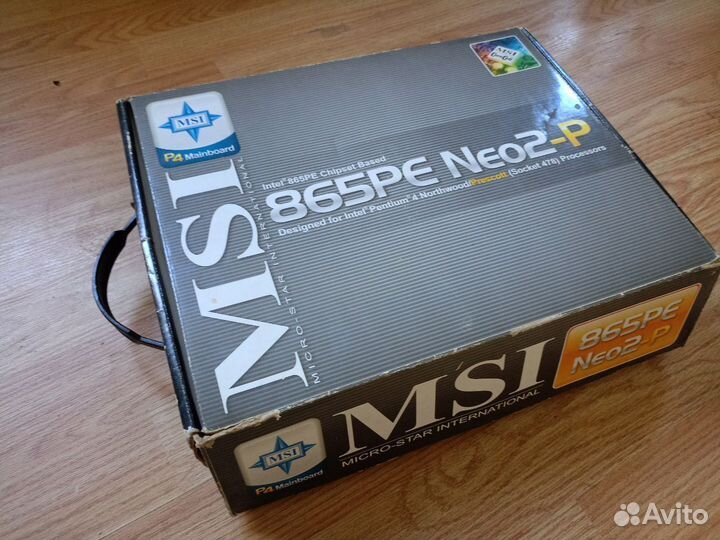 MSI
P4 Mainboard
MSI
MICRO-STAR INTERNATIONAL
Intel® 865PE Chipset Based
865PE Neo2-P
Designed for Intel® Pentium® 4 Northwood/Prescott (Socket 478) Processors
MSI
MSI
P4 Mainboard
MSI
MICRO-STAR INTERNATIONAL
865PE
Neo2-P
Avito